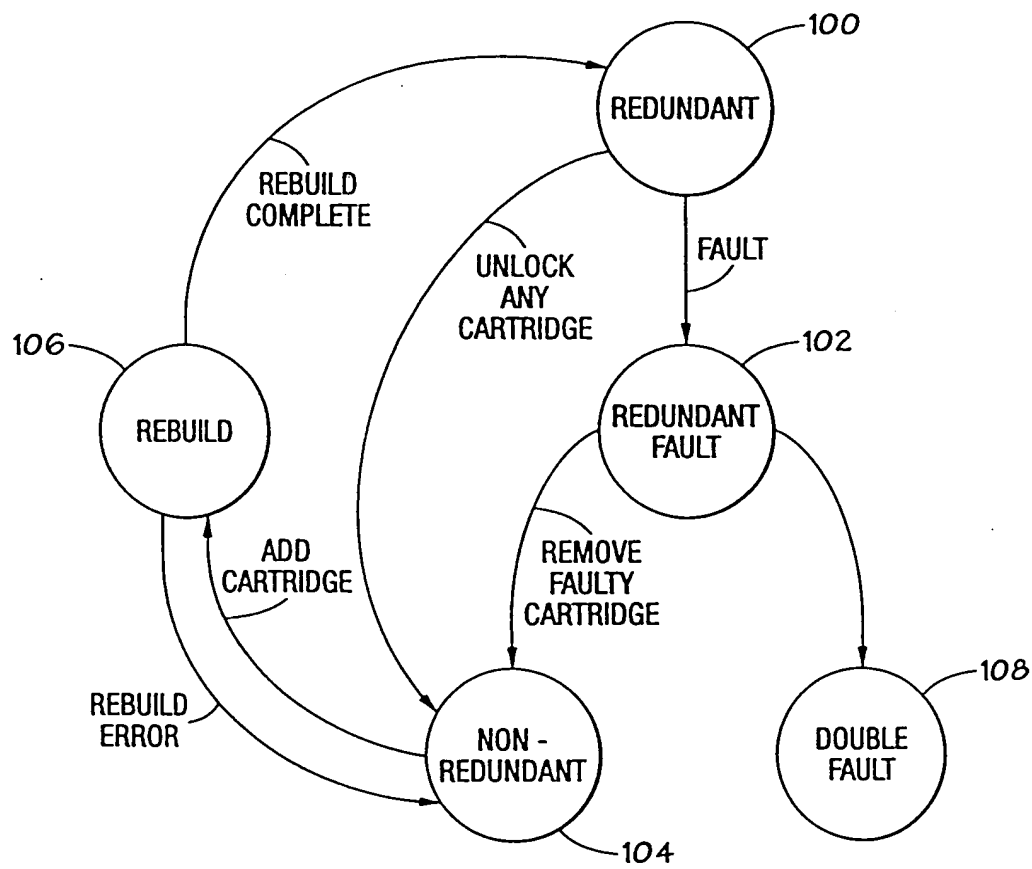 100
REDUNDANT
REBUILD
COMPLETE
UNLOCK
ANY
CARTRIDGE
FAULT
106
102
REBUILD
REDUNDANT
FAULT
ADD
CARTRIDGE
REMOVE
FAULTY
CARTRIDGE
108
REBUILD
ERROR
NON -
REDUNDANT
DOUBLE
FAULT
104